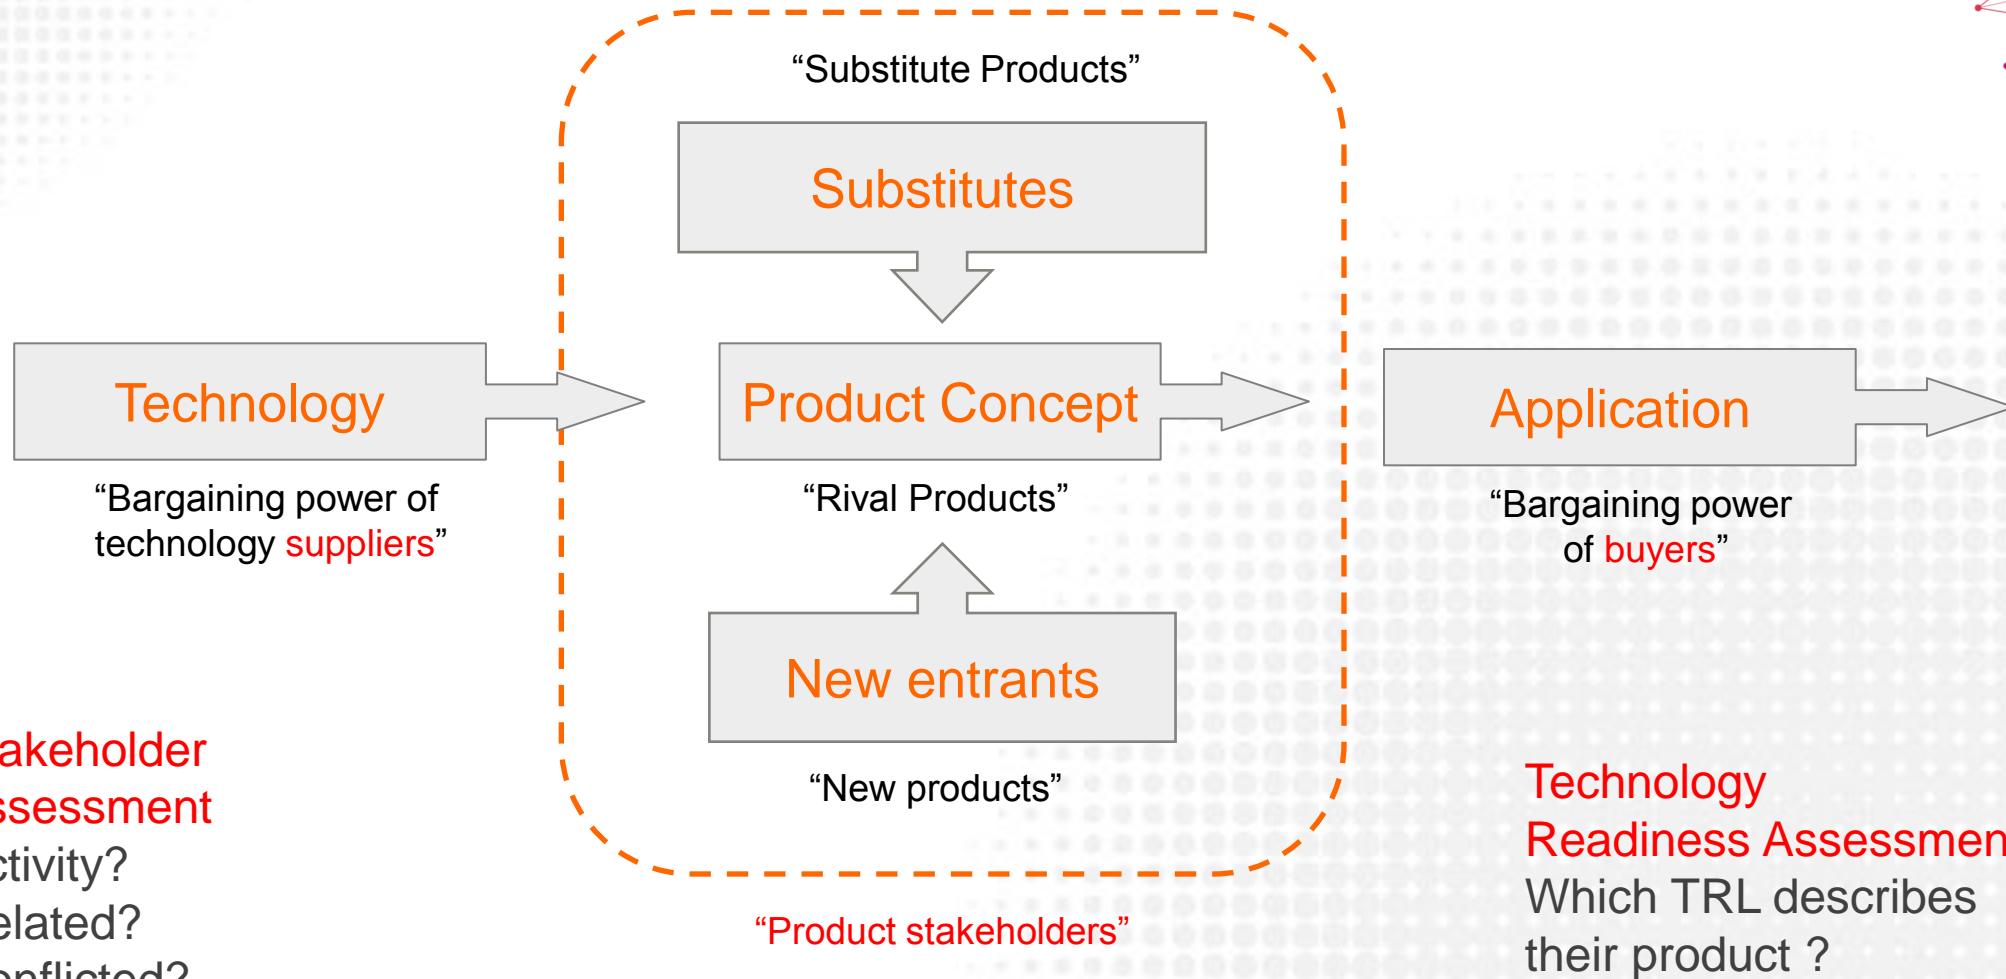 “Substitute Products”
Substitutes
Technology
Product Concept
Application
“Bargaining power of
technology suppliers”
“Rival Products”
“Bargaining power
of buyers”
New entrants
“New products”
“Product stakeholders”
akeholder
ssessment
ctivity?
elated?
onflicted?
Technology
Readiness Assessmen
Which TRL describes
their product ?